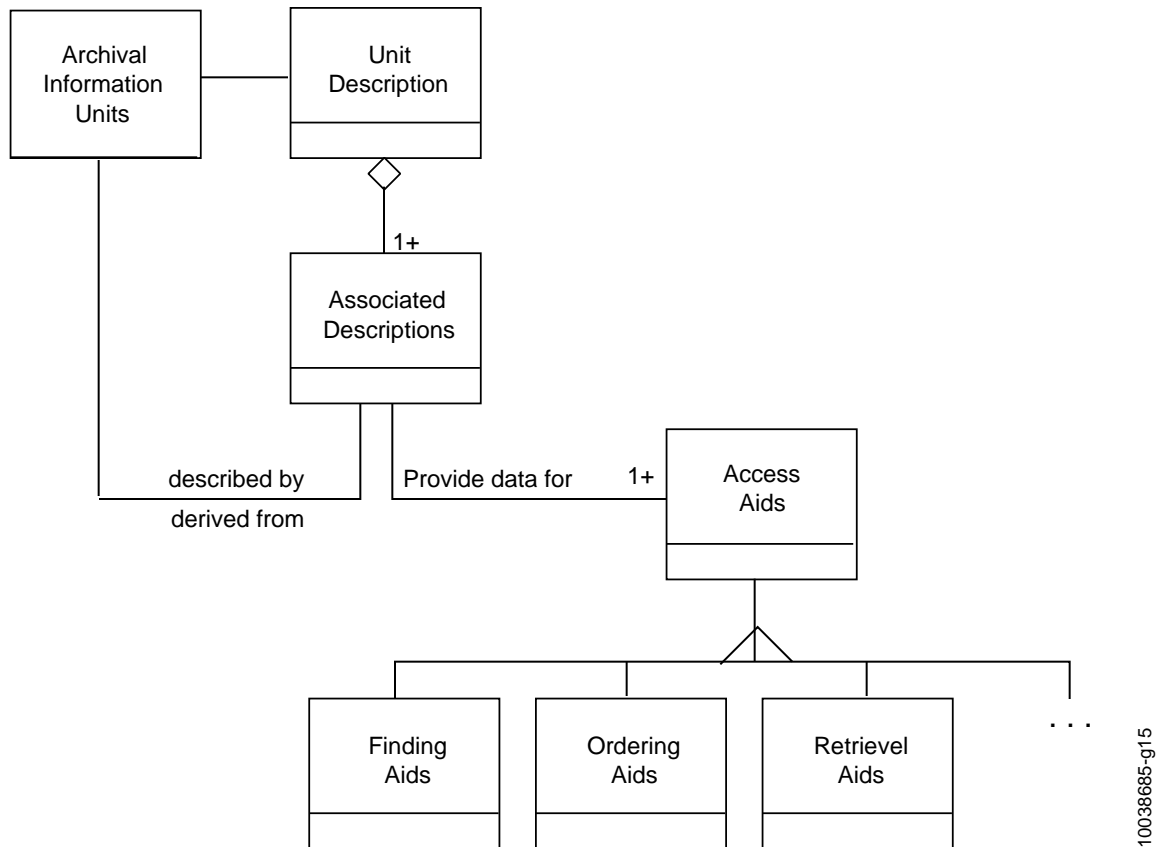 Archival
Information
Units
Unit
Description
1+
Associated
Descriptions
described by
derived from
Provide data for
1+
Access
Aids
Finding
Aids
Ordering
Aids
Retrievel
Aids
. . .
10038685-g15